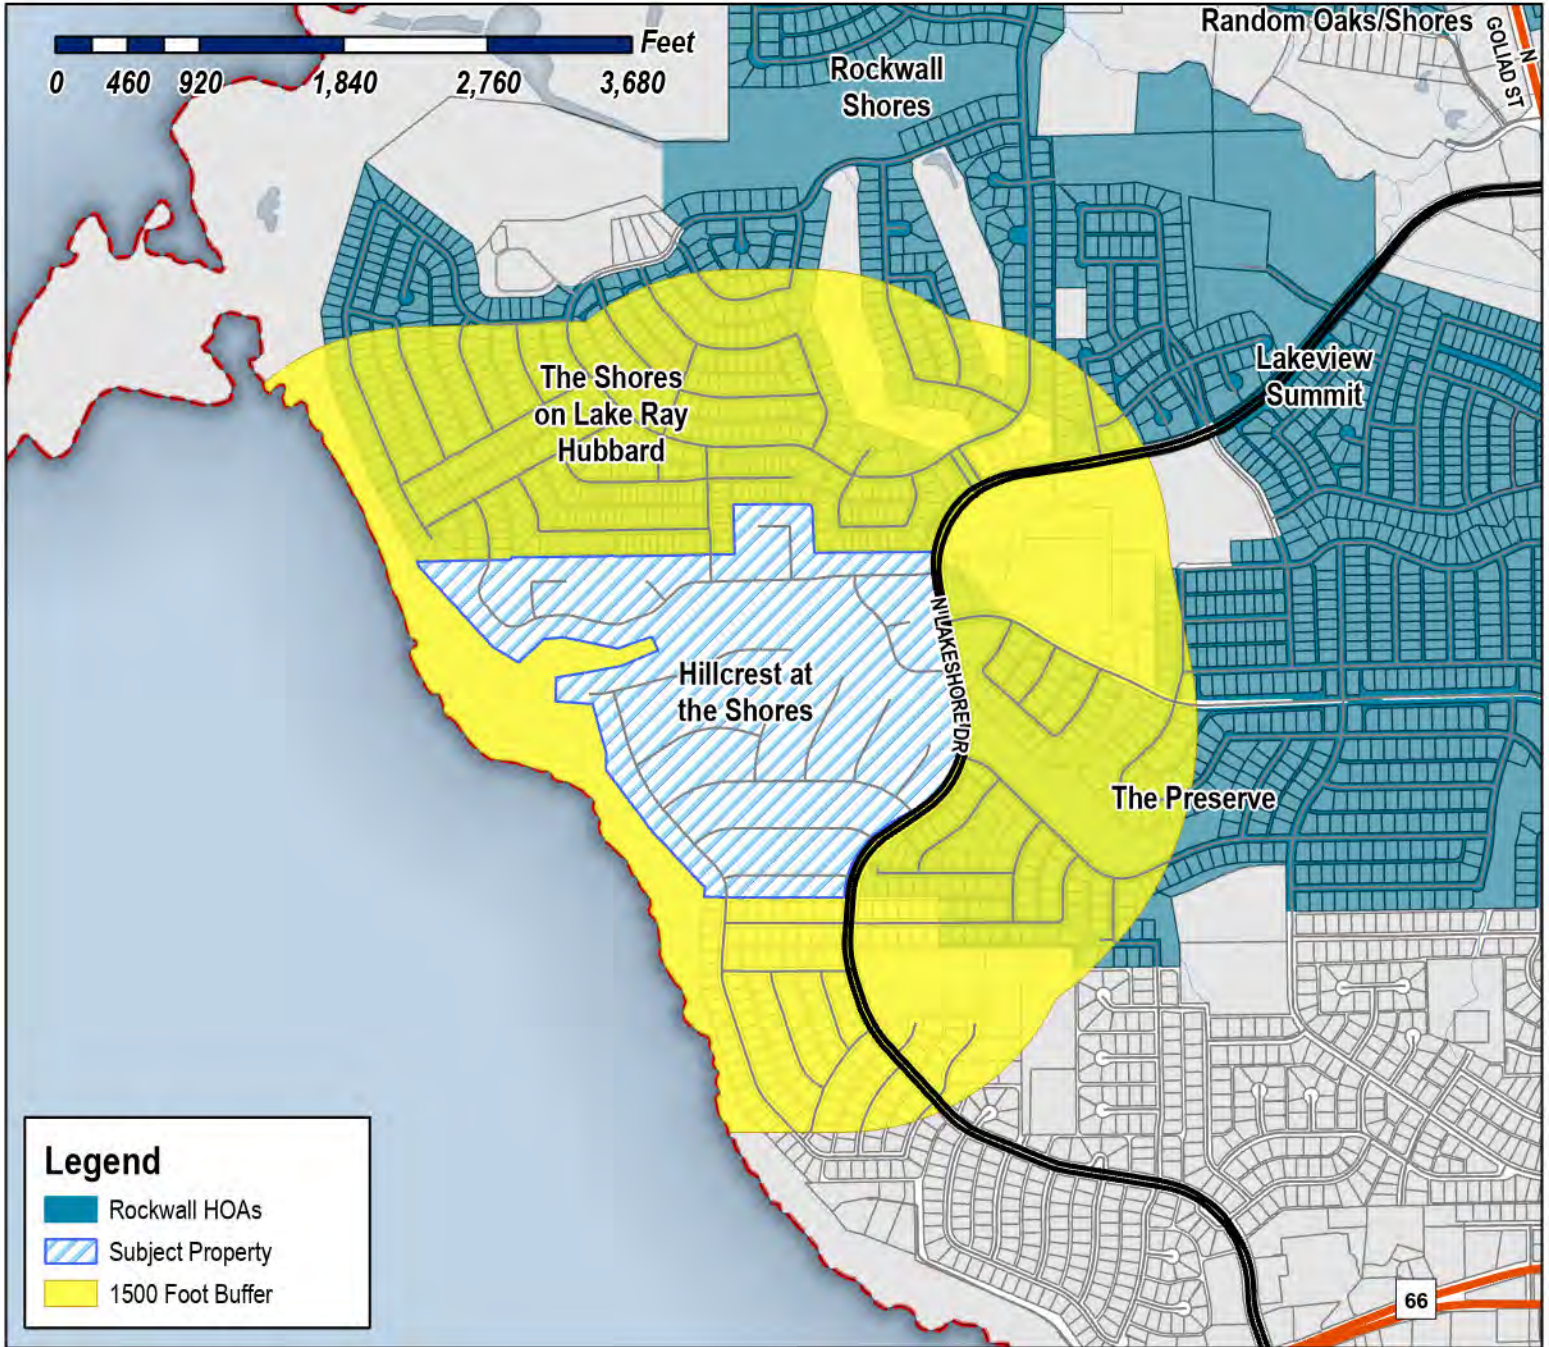 Feet
0 460 920 1,840 2,760 3,680
Random Oaks/Shores
N GOLIAD ST
Rockwall
Shores
Lakeview
Summit
The Shores
on Lake Ray
Hubbard
N LAKESHORE DR
Hillcrest at
the Shores
The Preserve
66
Legend
Rockwall HOAs
Subject Property
1500 Foot Buffer